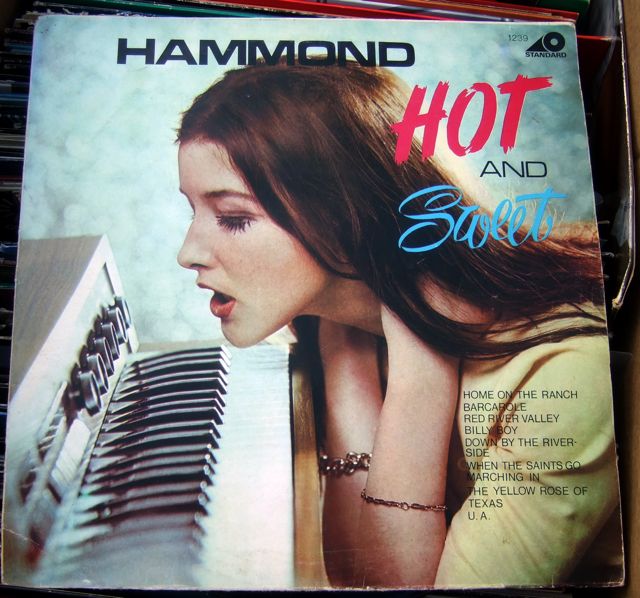 HAMMOND
1239
STANDARD
HOT
AND
Sweet
HOME ON THE RANCH
BARCAROLE
RED RIVER VALLEY
BILLY BOY
DOWN BY THE RIVER-
SIDE
WHEN THE SAINTS GO
MARCHING IN
THE YELLOW ROSE OF
TEXAS
U. A.